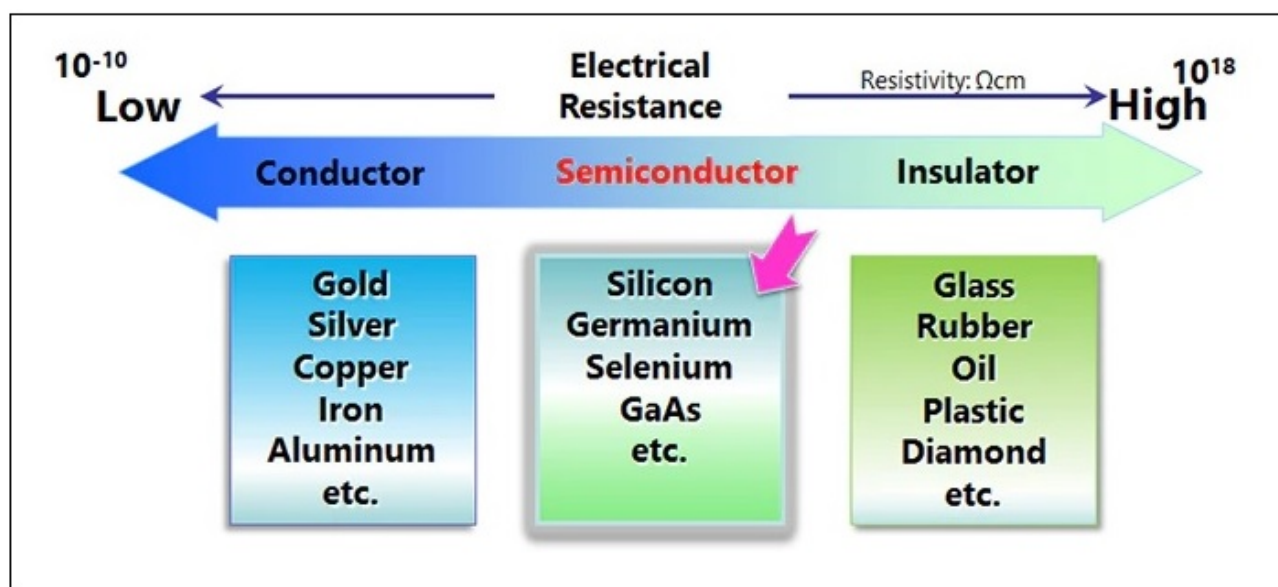 10⁻¹⁰
Low
Electrical
Resistance
Resistivity: Ωcm
10¹⁸
High
Conductor
Semiconductor
Insulator
Gold
Silver
Copper
Iron
Aluminum
etc.
Silicon
Germanium
Selenium
GaAs
etc.
Glass
Rubber
Oil
Plastic
Diamond
etc.